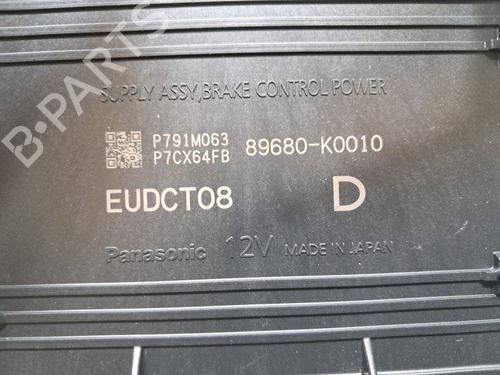 B-PARTS
SUPPLY ASSY,BRAKE CONTROL POWER
P791M063
P7CX64FB 89680-K0010
EUDCT08 D
Panasonic 12V MADE IN JAPAN